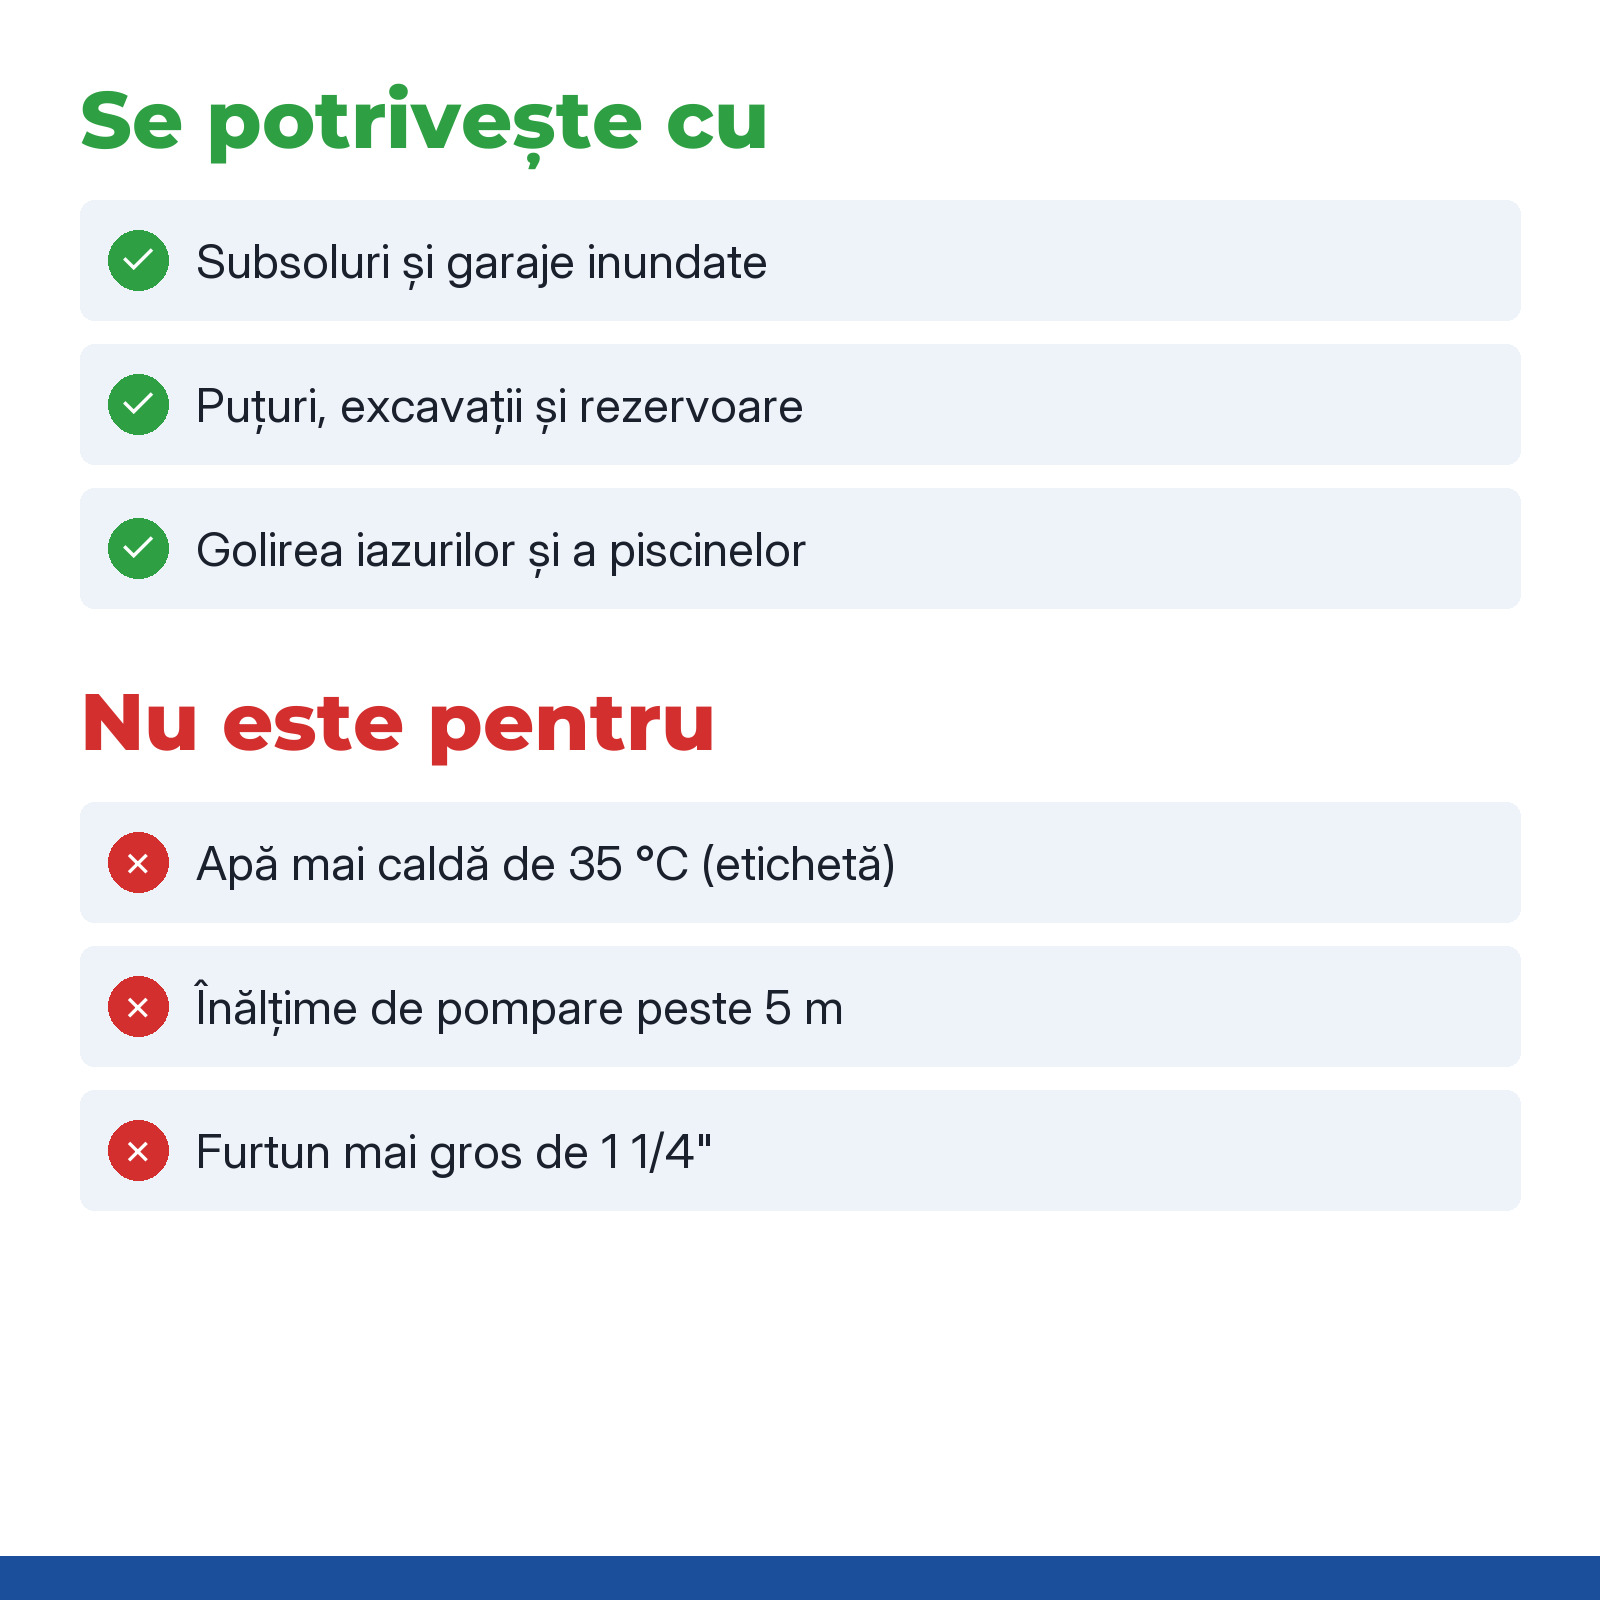 Se potrivește cu
Subsoluri și garaje inundate
Puțuri, excavații și rezervoare
Golirea iazurilor și a piscinelor
Nu este pentru
Apă mai caldă de 35 °C (etichetă)
Înălțime de pompare peste 5 m
Furtun mai gros de 1 1/4"